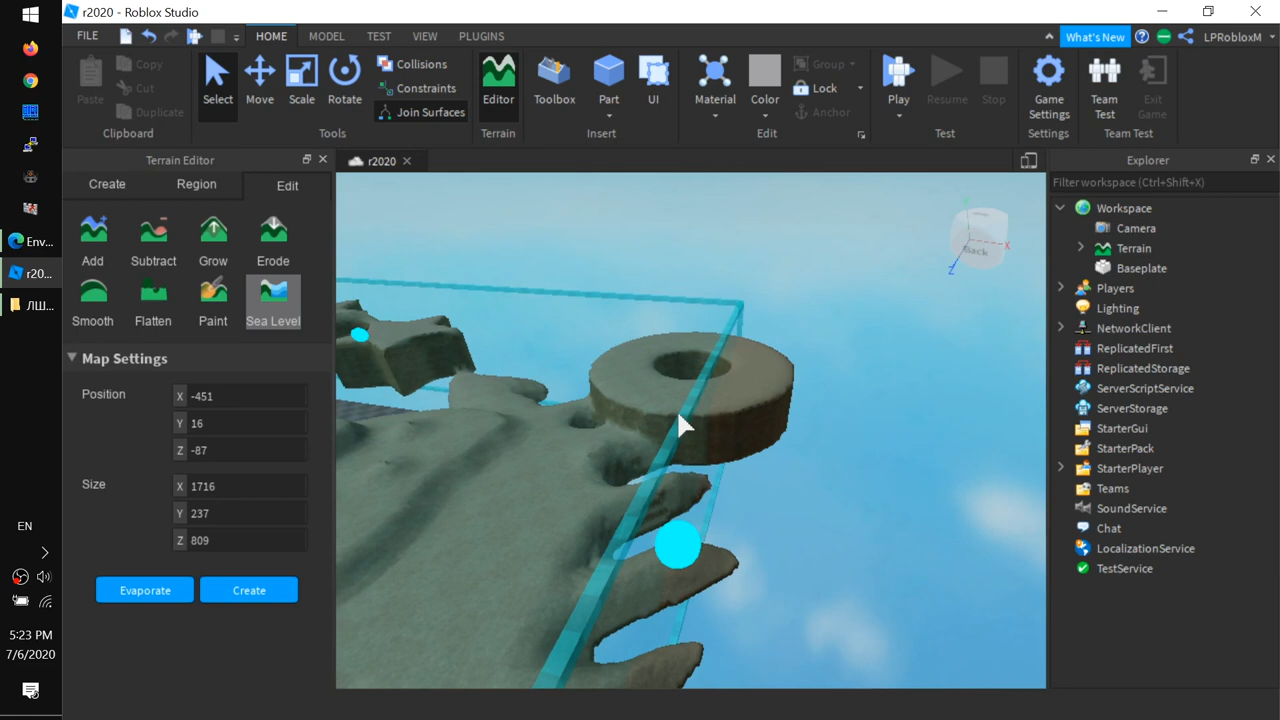 r2020 - Roblox Studio
FILE HOME MODEL TEST VIEW PLUGINS What's New LPRobloxM
Paste Copy Cut Duplicate Select Move Scale Rotate Collisions Constraints Join Surfaces Editor Toolbox Part UI Material Color Group Lock Anchor Play Resume Stop Game Settings Team Test Exit Game
Clipboard Tools Terrain Insert Edit Test Settings Team Test
Terrain Editor
Create Region Edit
Add Subtract Grow Erode
Smooth Flatten Paint Sea Level
Map Settings
Position X -451
Y 16
Z -87
Size X 1716
Y 237
Z 809
Evaporate Create
r2020
Back
X
Y
Z
Explorer
Filter workspace (Ctrl+Shift+X)
Workspace
Camera
Terrain
Baseplate
Players
Lighting
NetworkClient
ReplicatedFirst
ReplicatedStorage
ServerScriptService
ServerStorage
StarterGui
StarterPack
StarterPlayer
Teams
SoundService
Chat
LocalizationService
TestService
Env...
r20...
ЛШ...
EN
5:23 PM
7/6/2020